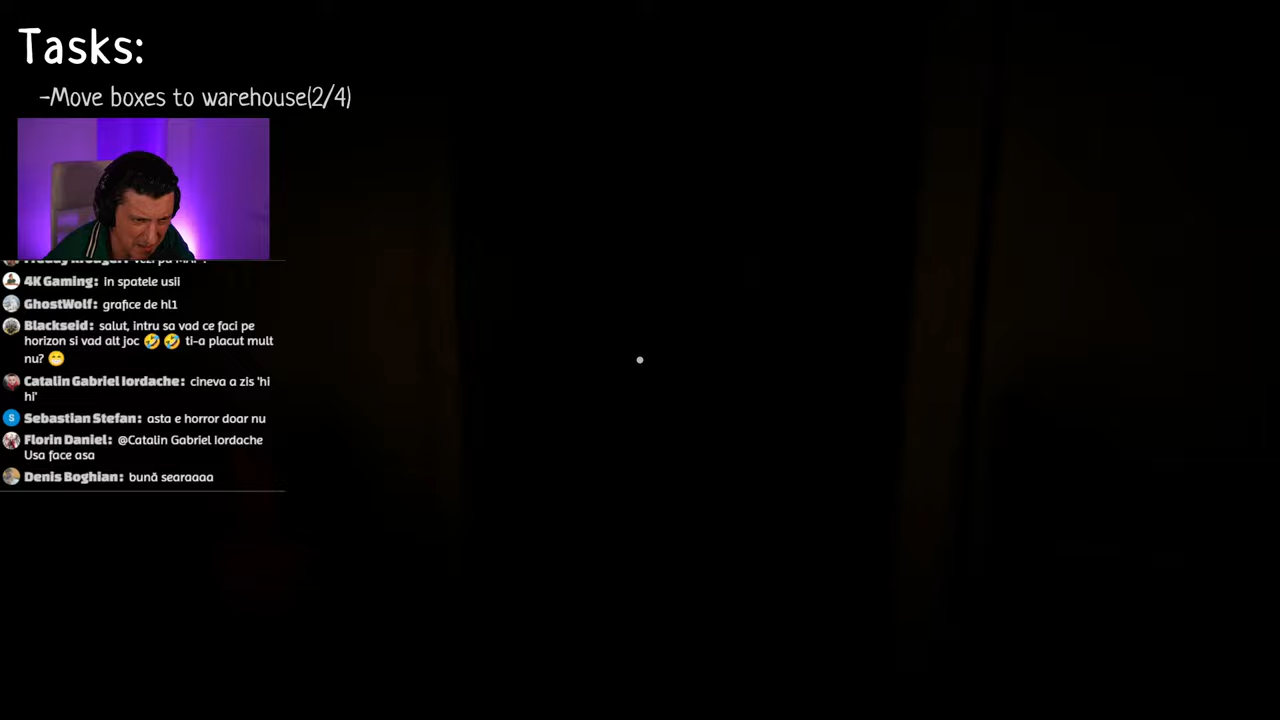 Tasks:
-Move boxes to warehouse(2/4)
4K Gaming: in spatele usii
GhostWolf: grafice de hl1
Blackseid: salut, intru sa vad ce faci pe
horizon si vad alt joc 🤣 🤣 ti-a placut mult
nu? 😁
Catalin Gabriel Iordache: cineva a zis 'hi
hi'
S
Sebastian Stefan: asta e horror doar nu
Florin Daniel: @Catalin Gabriel Iordache
Usa face asa
Denis Boghian: bună searaaaa